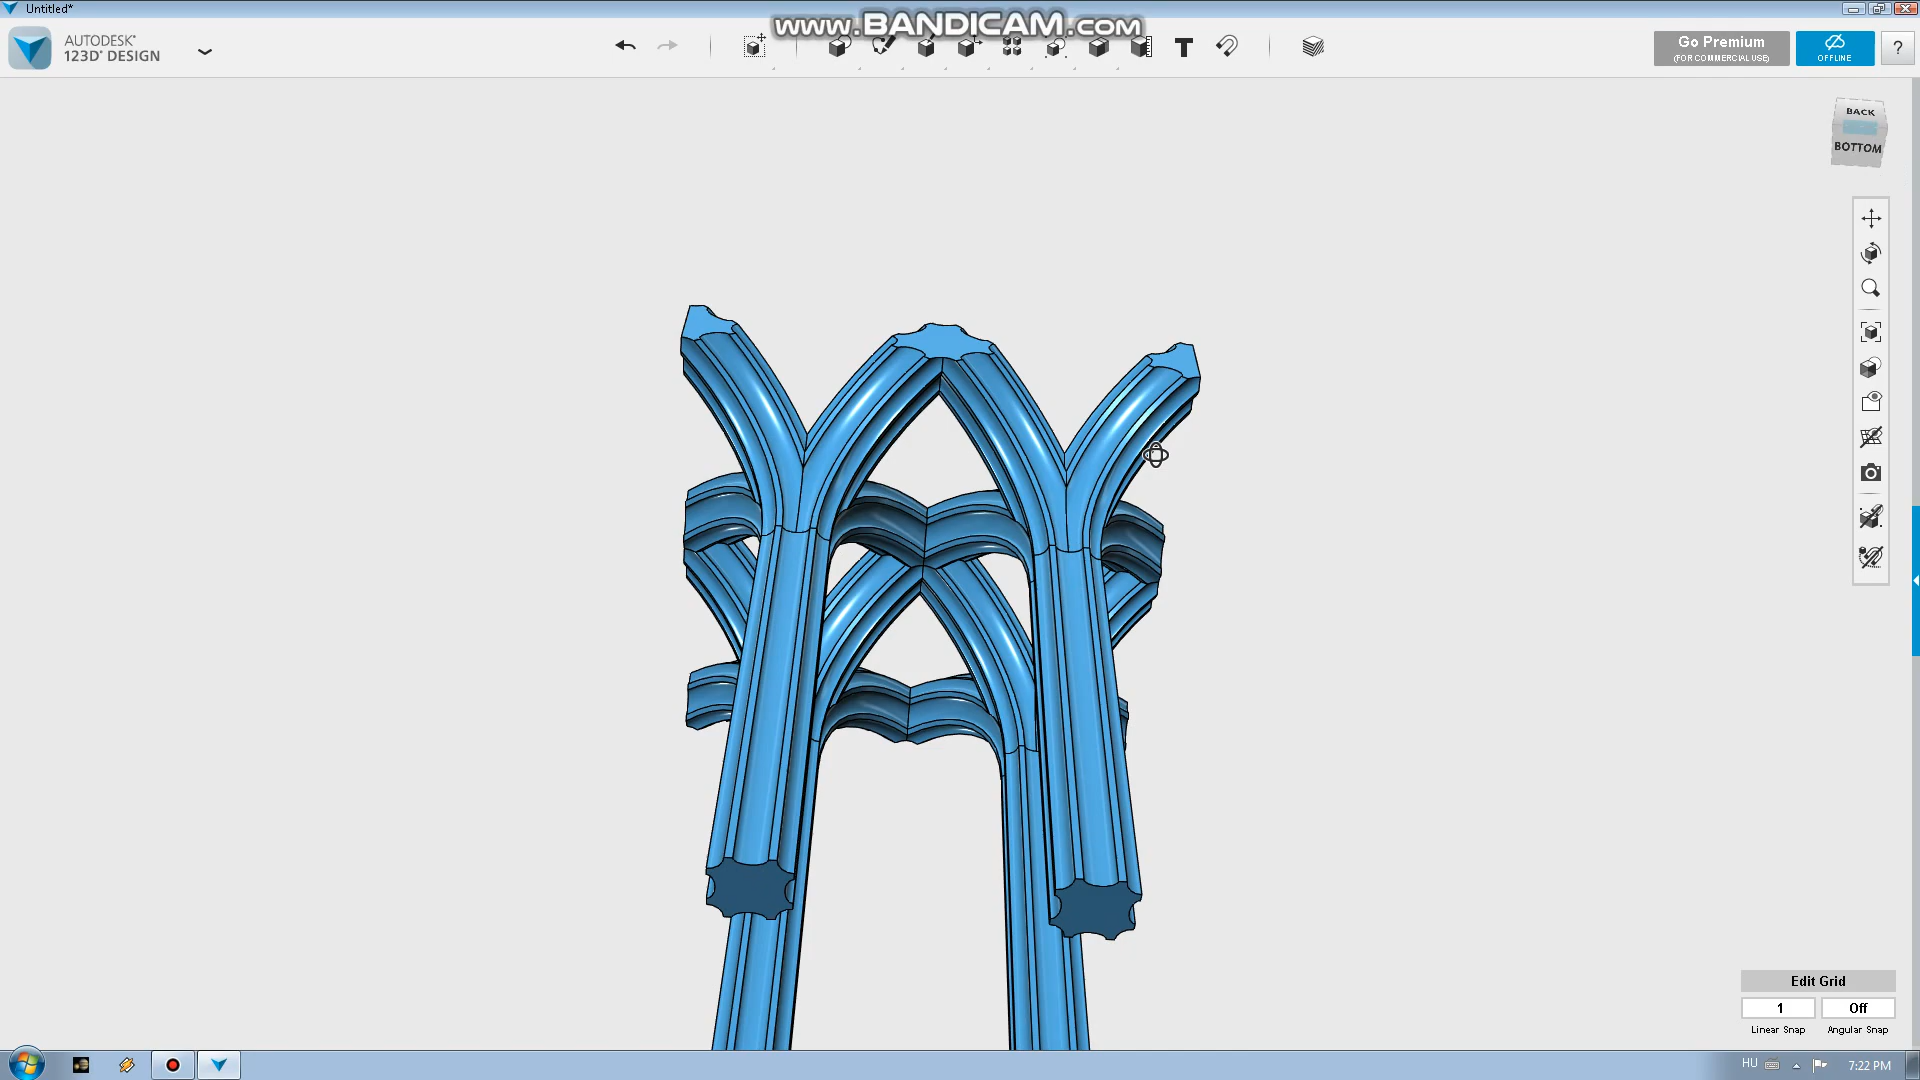 Untitled*
www.BANDICAM.com
AUTODESK®
123D® DESIGN
T
Go Premium
(FOR COMMERCIAL USE)
OFFLINE
?
BACK
BOTTOM
Edit Grid
1
Off
Linear Snap
Angular Snap
HU
7:22 PM